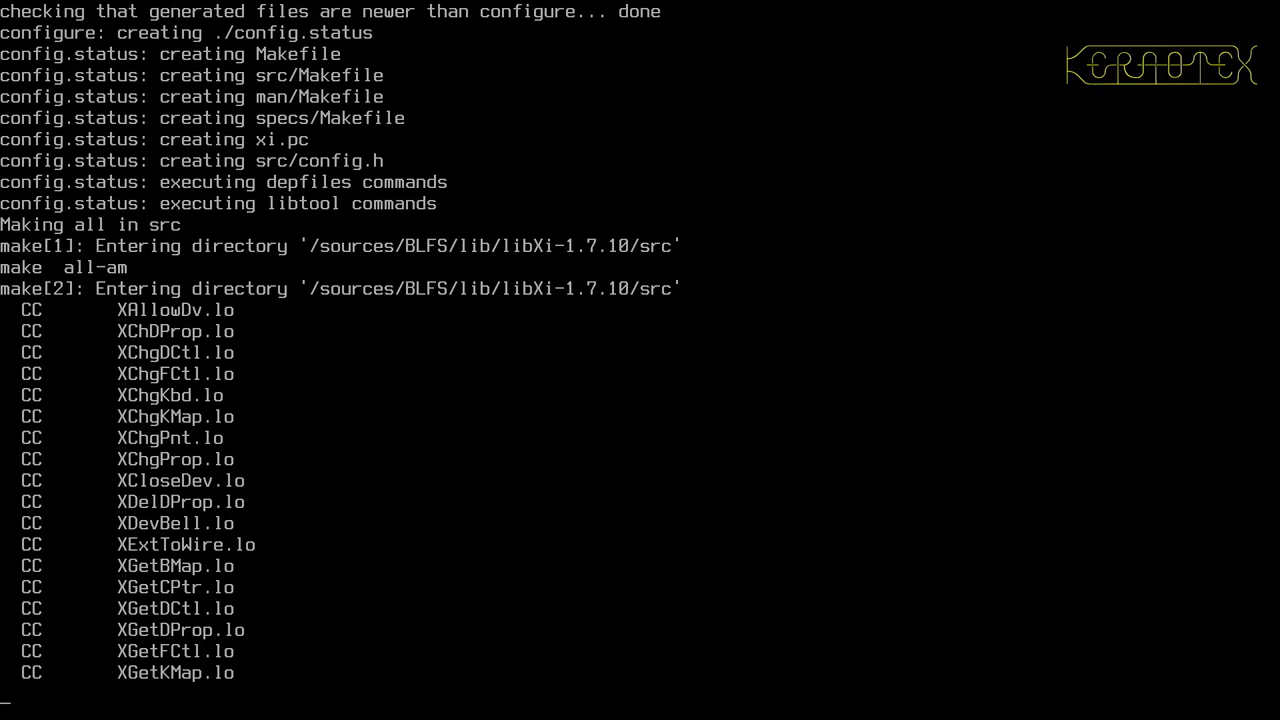 checking that generated files are newer than configure... done
configure: creating ./config.status
config.status: creating Makefile
config.status: creating src/Makefile
config.status: creating man/Makefile
config.status: creating specs/Makefile
config.status: creating xi.pc
config.status: creating src/config.h
config.status: executing depfiles commands
config.status: executing libtool commands
Making all in src
make[1]: Entering directory '/sources/BLFS/lib/libXi-1.7.10/src'
make  all-am
make[2]: Entering directory '/sources/BLFS/lib/libXi-1.7.10/src'
  CC       XAllowDv.lo
  CC       XChDProp.lo
  CC       XChgDCtl.lo
  CC       XChgFCtl.lo
  CC       XChgKbd.lo
  CC       XChgKMap.lo
  CC       XChgPnt.lo
  CC       XChgProp.lo
  CC       XCloseDev.lo
  CC       XDelDProp.lo
  CC       XDevBell.lo
  CC       XExtToWire.lo
  CC       XGetBMap.lo
  CC       XGetCPtr.lo
  CC       XGetDCtl.lo
  CC       XGetDProp.lo
  CC       XGetFCtl.lo
  CC       XGetKMap.lo
KERNOTEX